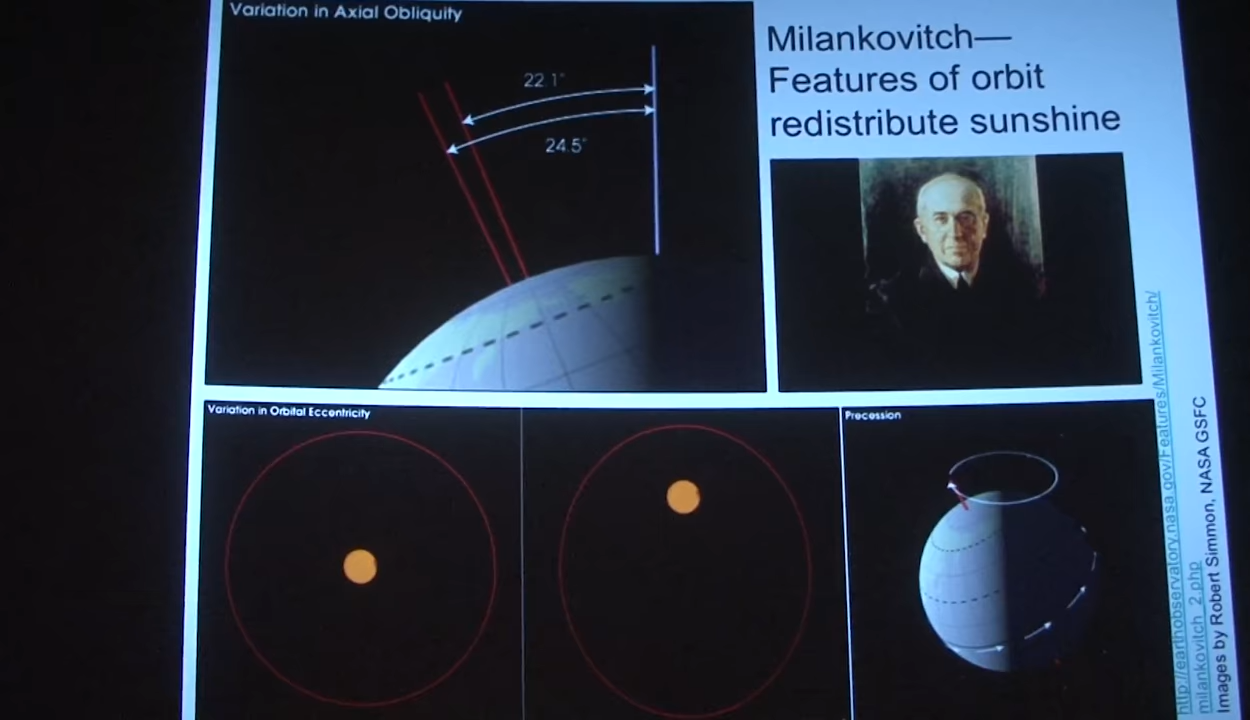 Variation in Axial Obliquity
22.1°
24.5°
Milankovitch—
Features of orbit
redistribute sunshine
Variation in Orbital Eccentricity
Precession
http://earthobservatory.nasa.gov/Features/Milankovitch/
milankovitch_2.php
Images by Robert Simmon, NASA GSFC